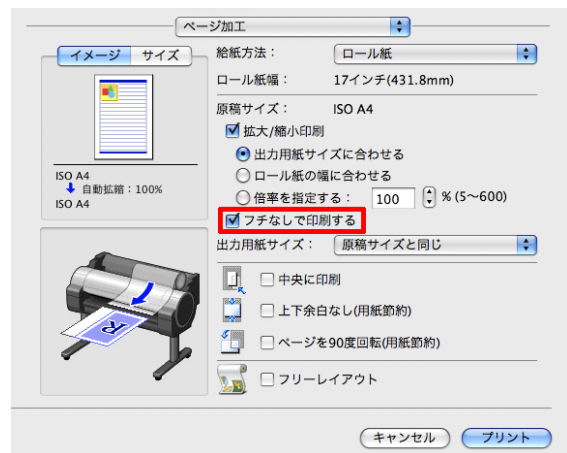 ページ加工
イメージ サイズ
給紙方法： ロール紙
ロール紙幅： 17インチ(431.8mm)
原稿サイズ： ISO A4
拡大/縮小印刷
出力用紙サイズに合わせる
ロール紙の幅に合わせる
倍率を指定する： 100 % (5～600)
フチなしで印刷する
出力用紙サイズ： 原稿サイズと同じ
ISO A4
自動拡縮：100%
ISO A4
中央に印刷
上下余白なし(用紙節約)
ページを90度回転(用紙節約)
フリーレイアウト
R
キャンセル プリント